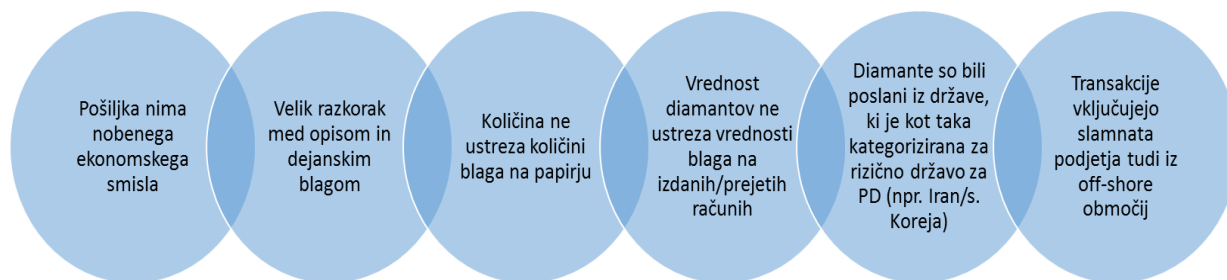 Pošiljka nima
nobenega
ekonomskega
smisla
Velik razkorak
med opisom in
dejanskim
blagom
Količina ne
ustreza količini
blaga na papirju
Vrednost
diamantov ne
ustreza vrednosti
blaga na
izdanih/prejetih
računih
Diamante so bili
poslani iz države,
ki je kot taka
kategorizirana za
rizično državo za
PD (npr. Iran/s.
Koreja)
Transakcije
vključujejo
slamnata
podjetja tudi iz
off-shore
območij